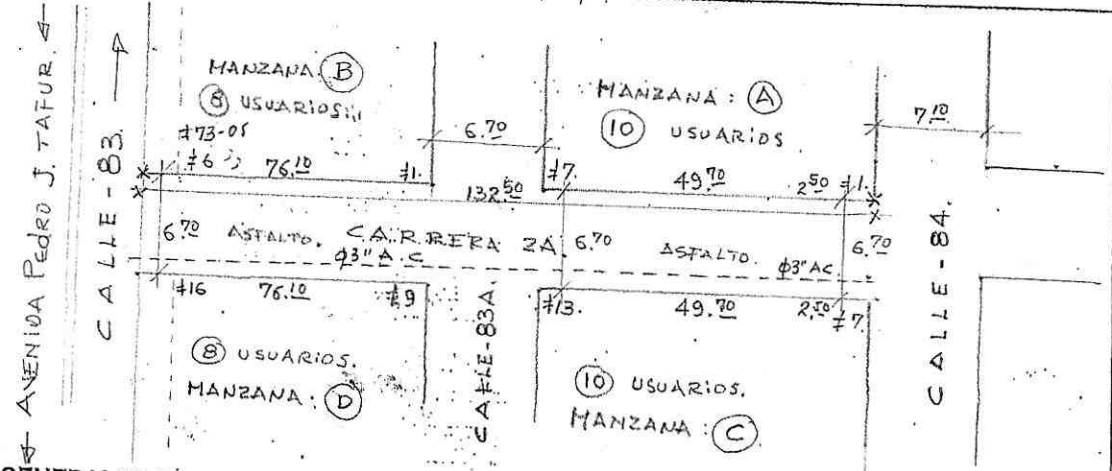 ← AVENIDA PEDRO J. TAFUR. ←
CALLE-83. →
MANZANA: B
8 USUARIOS
#73-05
#6
76.10
#1.
6.70
MANZANA: A
10 USUARIOS
#7.
49.70
2.50
#1.
7.10
132.50
6.70
ASFALTO.
CARRERA 2A.
6.70
ASFALTO.
6.70
Φ3" A.C
Φ3" AC.
#16
76.10
#9
CALLE-83A.
#13.
49.70
2.50
#7.
CALLE-84.
8 USUARIOS.
MANZANA: D
10 USUARIOS.
MANZANA: C